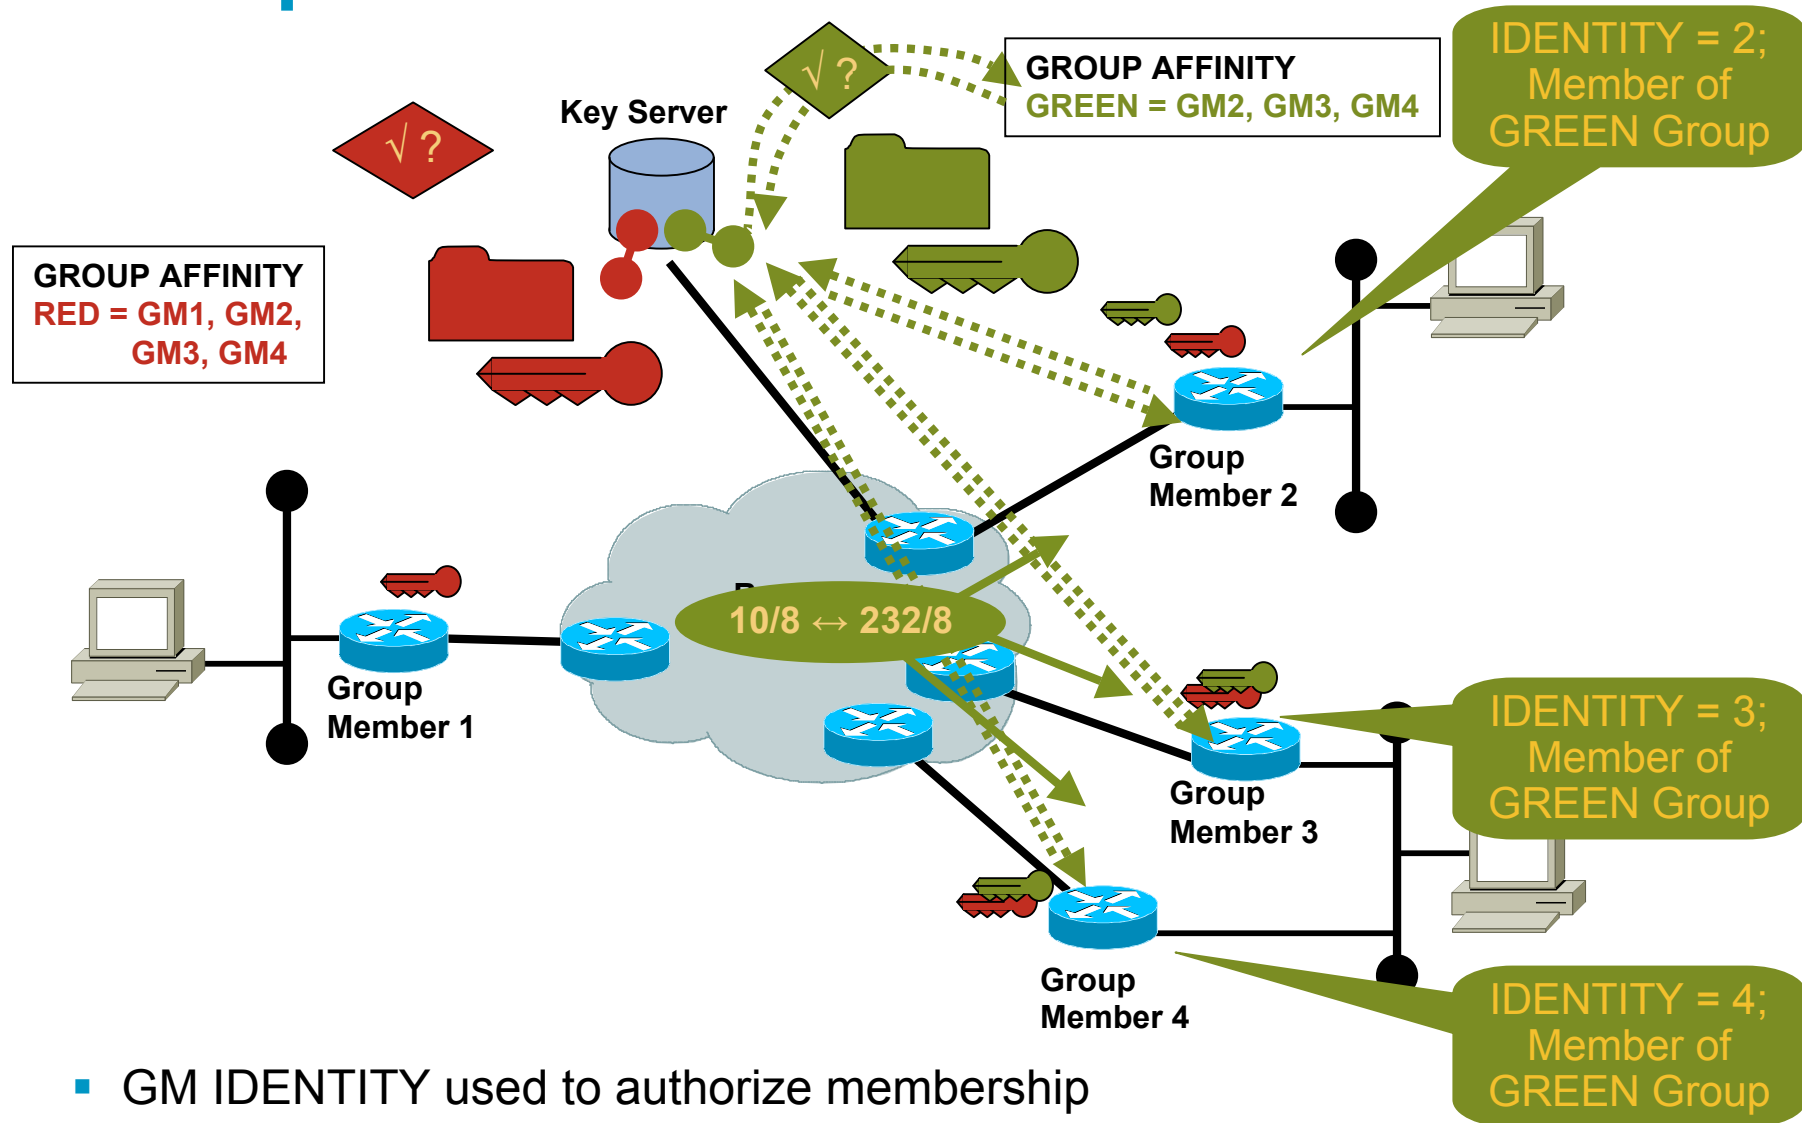 √ ?
GROUP AFFINITY
GREEN = GM2, GM3, GM4
IDENTITY = 2;
Member of
GREEN Group
Key Server
√ ?
GROUP AFFINITY
RED = GM1, GM2,
GM3, GM4
Group
Member 2
10/8 ↔ 232/8
Group
Member 1
IDENTITY = 3;
Member of
GREEN Group
Group
Member 3
Group
Member 4
IDENTITY = 4;
Member of
GREEN Group
▪ GM IDENTITY used to authorize membership